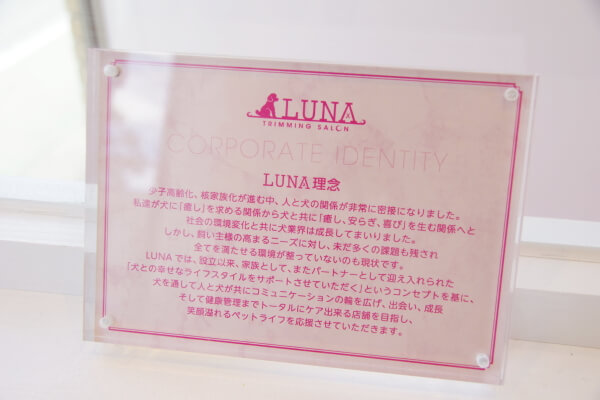 LUNA
TRIMMING SALON
CORPORATE IDENTITY
LUNA理念
少子高齢化、核家族化が進む中、人と犬の関係が非常に密接になりました。
私達が犬に「癒し」を求める関係から犬と共に「癒し、安らぎ、喜び」を生む関係へと
社会の環境変化と共に犬業界は成長してまいりました。
しかし、飼い主様の高まるニーズに対し、未だ多くの課題も残され
全てを満たせる環境が整っていないのも現状です。
LUNAでは、設立以来、家族として、またパートナーとして迎え入れられた
「犬との幸せなライフスタイルをサポートさせていただく」というコンセプトを基に、
犬を通して人と犬が共にコミュニケーションの輪を広げ、出会い、成長
そして健康管理までトータルにケア出来る店舗を目指し、
笑顔溢れるペットライフを応援させていただきます。